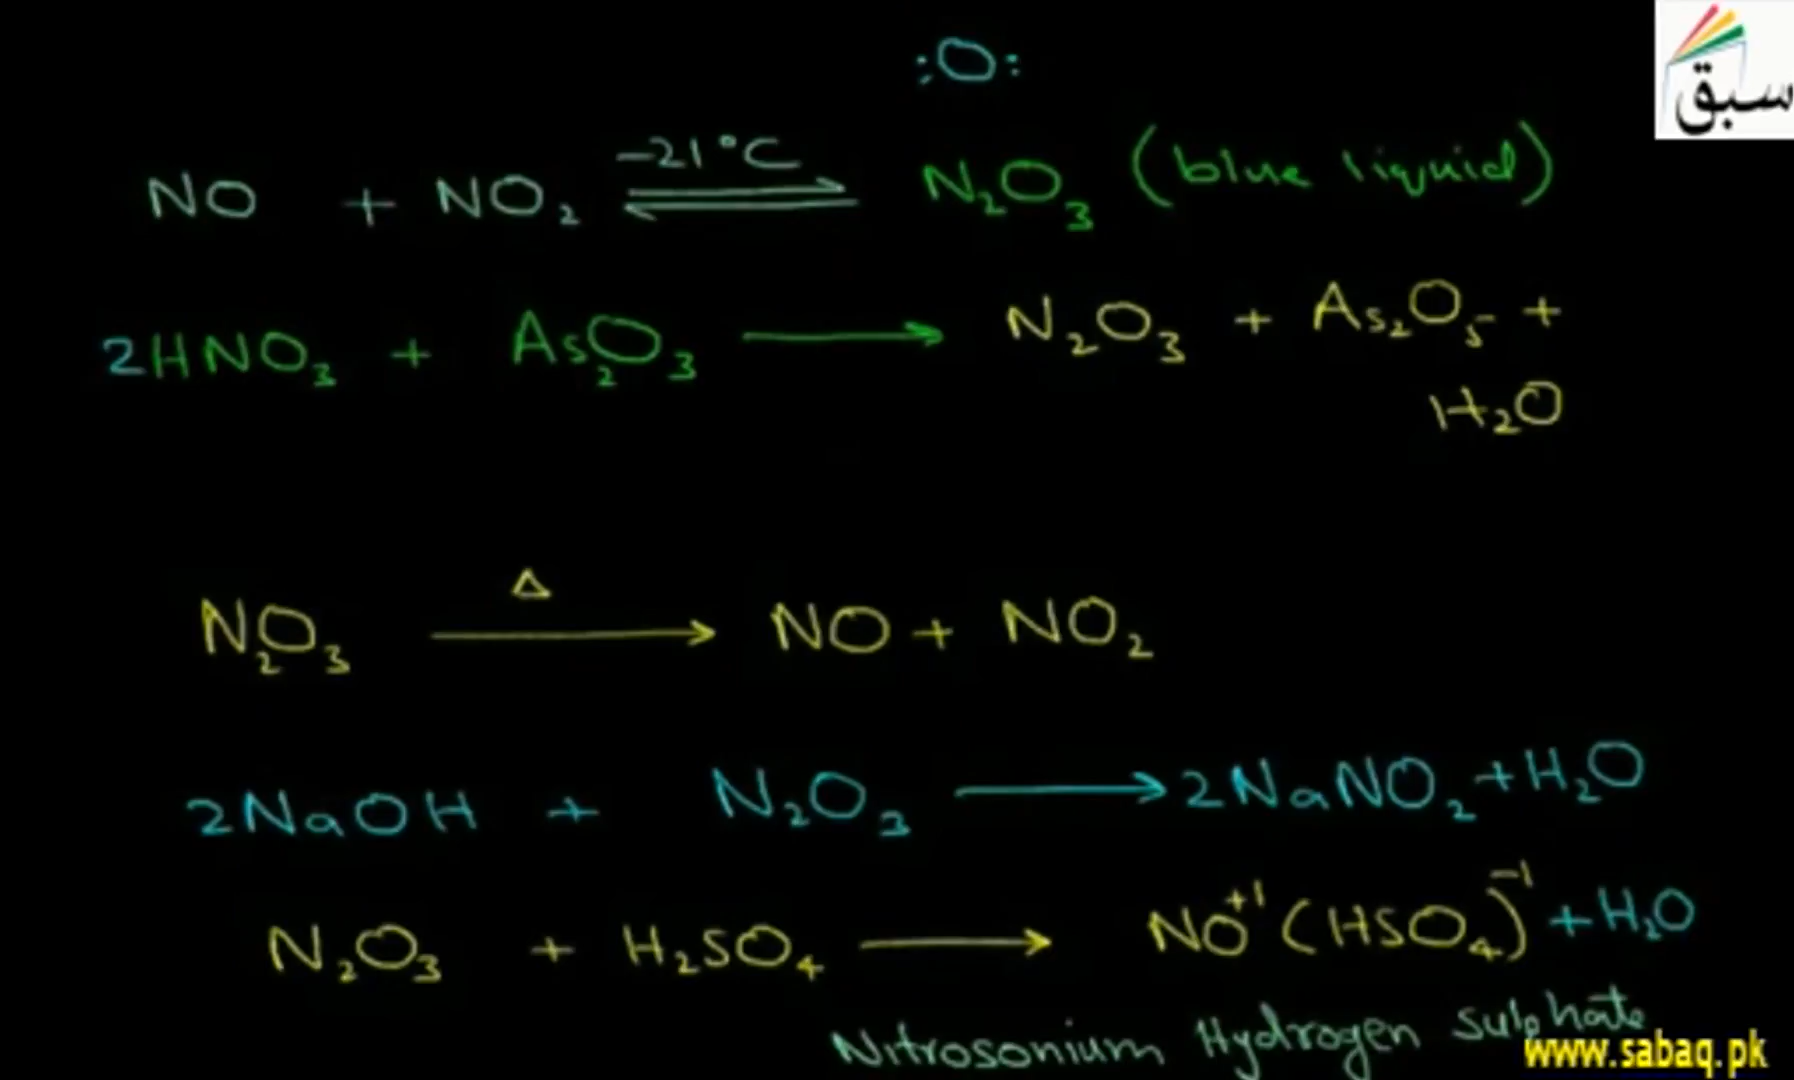 :O:
سبق
NO + NO₂ ⇌ -21°C N₂O₃ (blue liquid)
2HNO₃ + As₂O₃ → N₂O₃ + As₂O₅ +
H₂O
N₂O₃ →Δ NO + NO₂
2NaOH + N₂O₃ → 2NaNO₂ + H₂O
N₂O₃ + H₂SO₄ → NO⁺¹(HSO₄)⁻¹ + H₂O
Nitrosonium Hydrogen sulphate
www.sabaq.pk